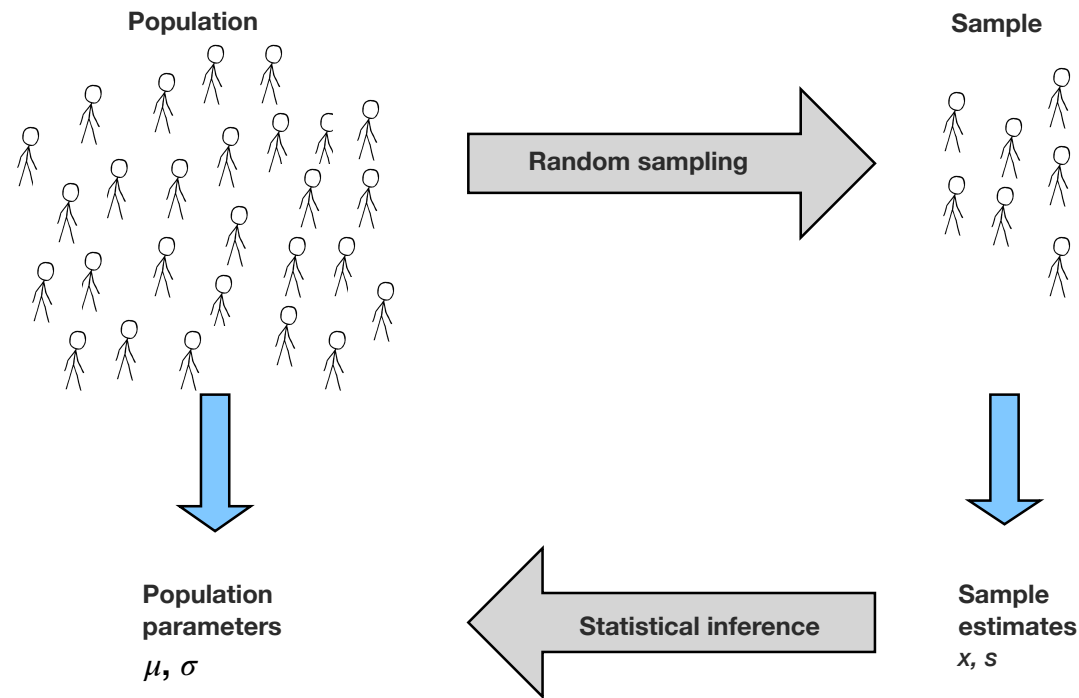 Population
Sample
Random sampling
Population
parameters
μ, σ
Statistical inference
Sample
estimates
x, s